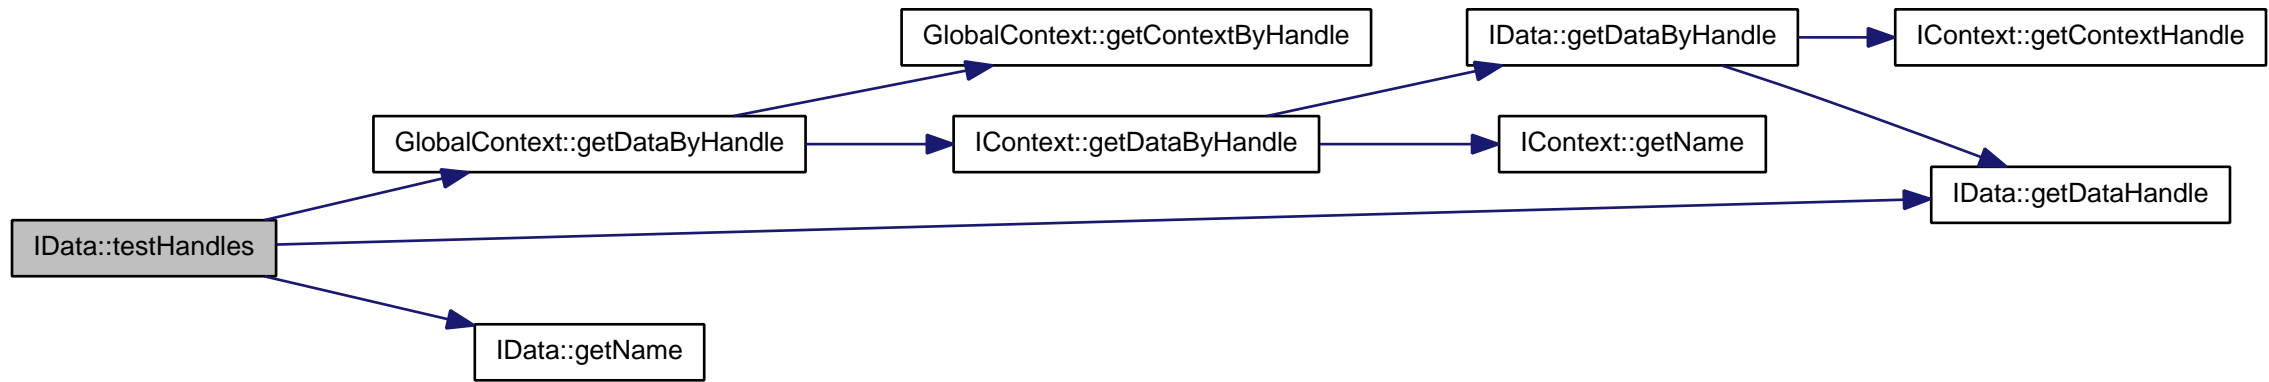 GlobalContext::getContextByHandle
IData::getDataByHandle
IContext::getContextHandle
GlobalContext::getDataByHandle
IContext::getDataByHandle
IContext::getName
IData::getDataHandle
IData::testHandles
IData::getName